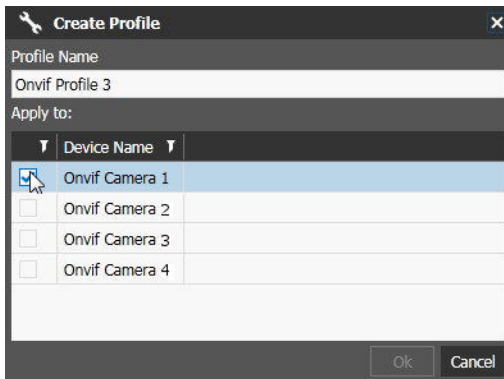 Create Profile
Profile Name
Onvif Profile 3
Apply to:
Device Name
Onvif Camera 1
Onvif Camera 2
Onvif Camera 3
Onvif Camera 4
Ok Cancel